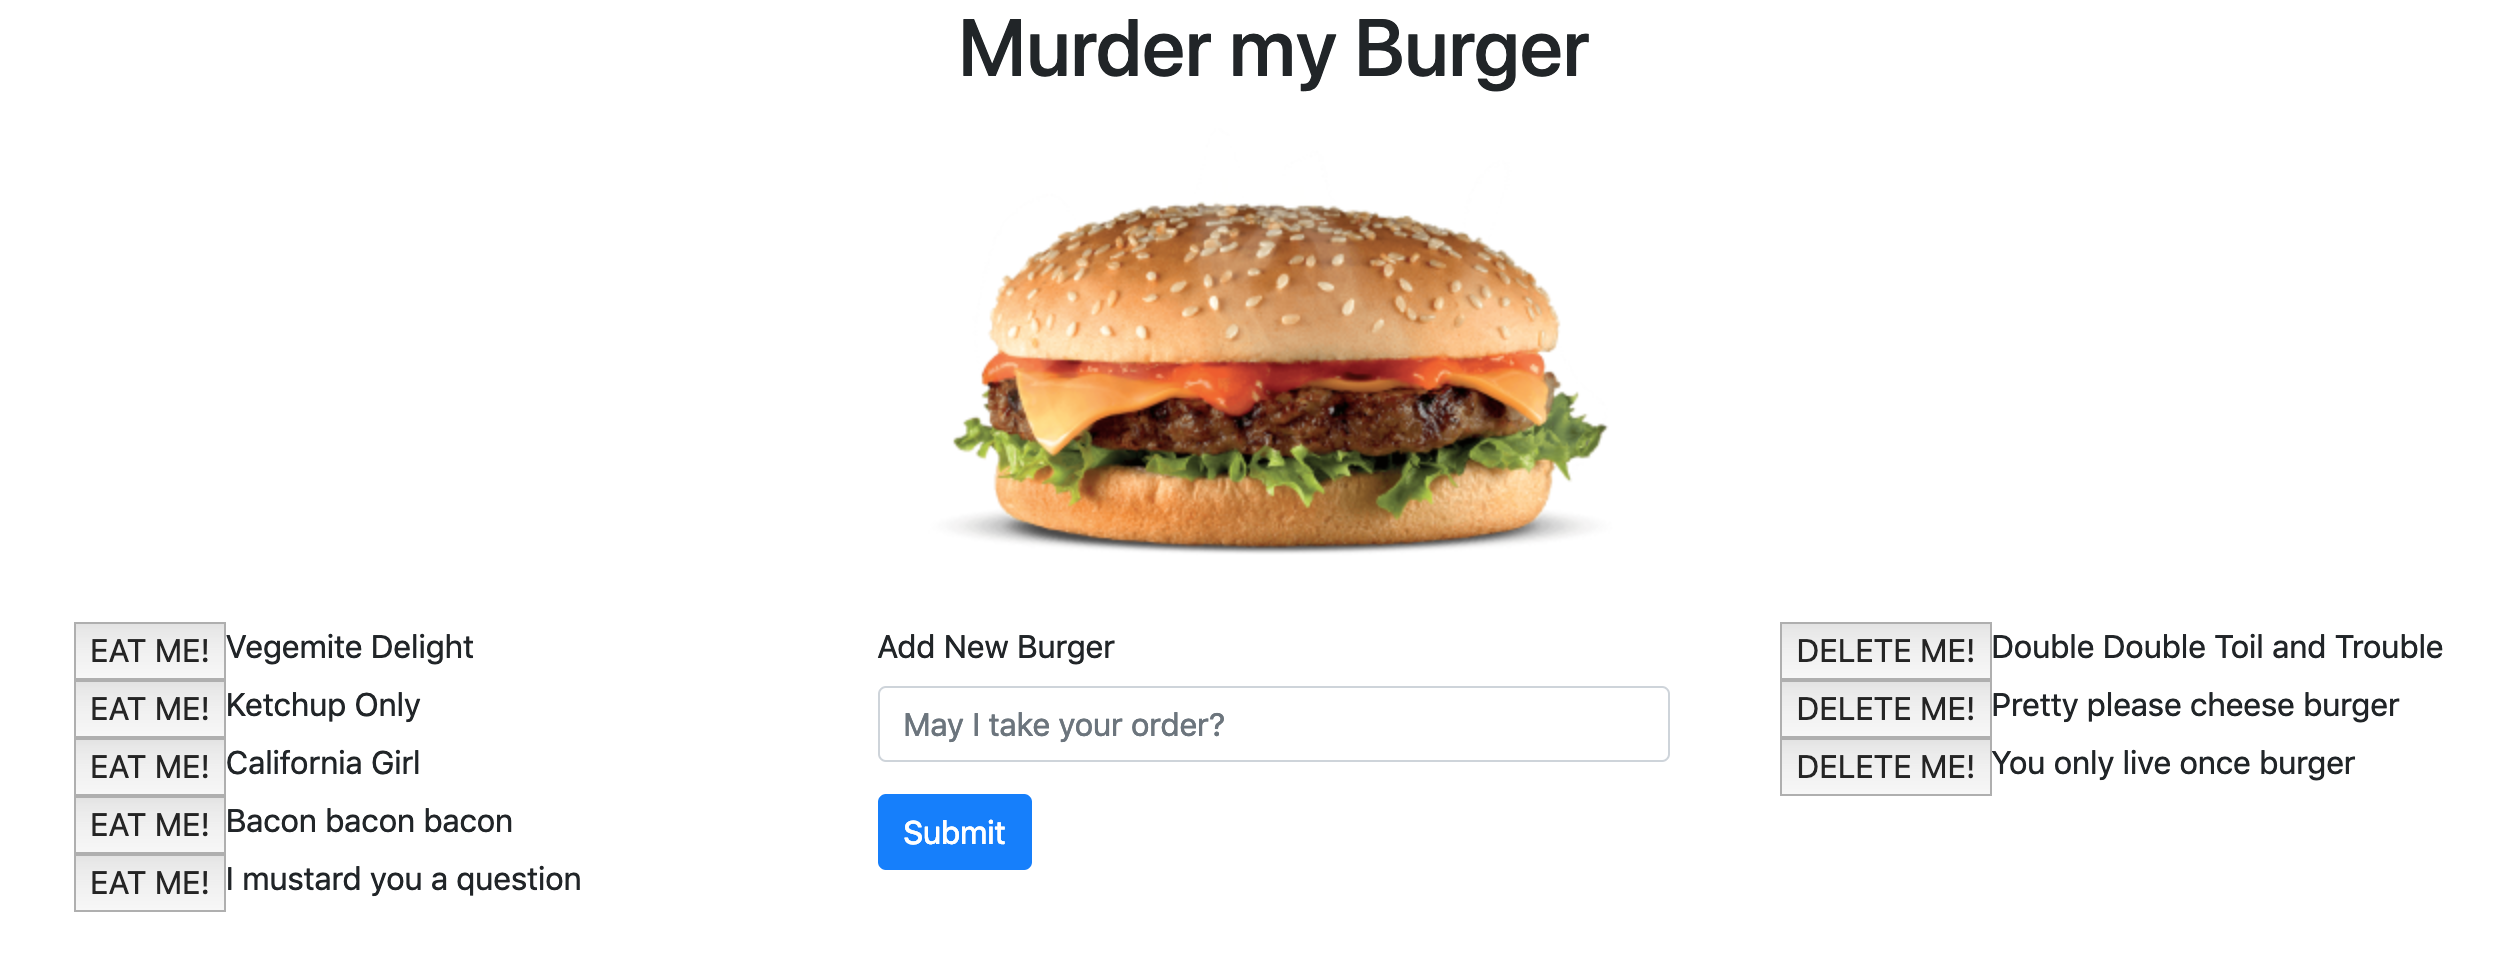 Murder my Burger
EAT ME! Vegemite Delight
EAT ME! Ketchup Only
EAT ME! California Girl
EAT ME! Bacon bacon bacon
EAT ME! I mustard you a question
Add New Burger
May I take your order?
Submit
DELETE ME! Double Double Toil and Trouble
DELETE ME! Pretty please cheese burger
DELETE ME! You only live once burger